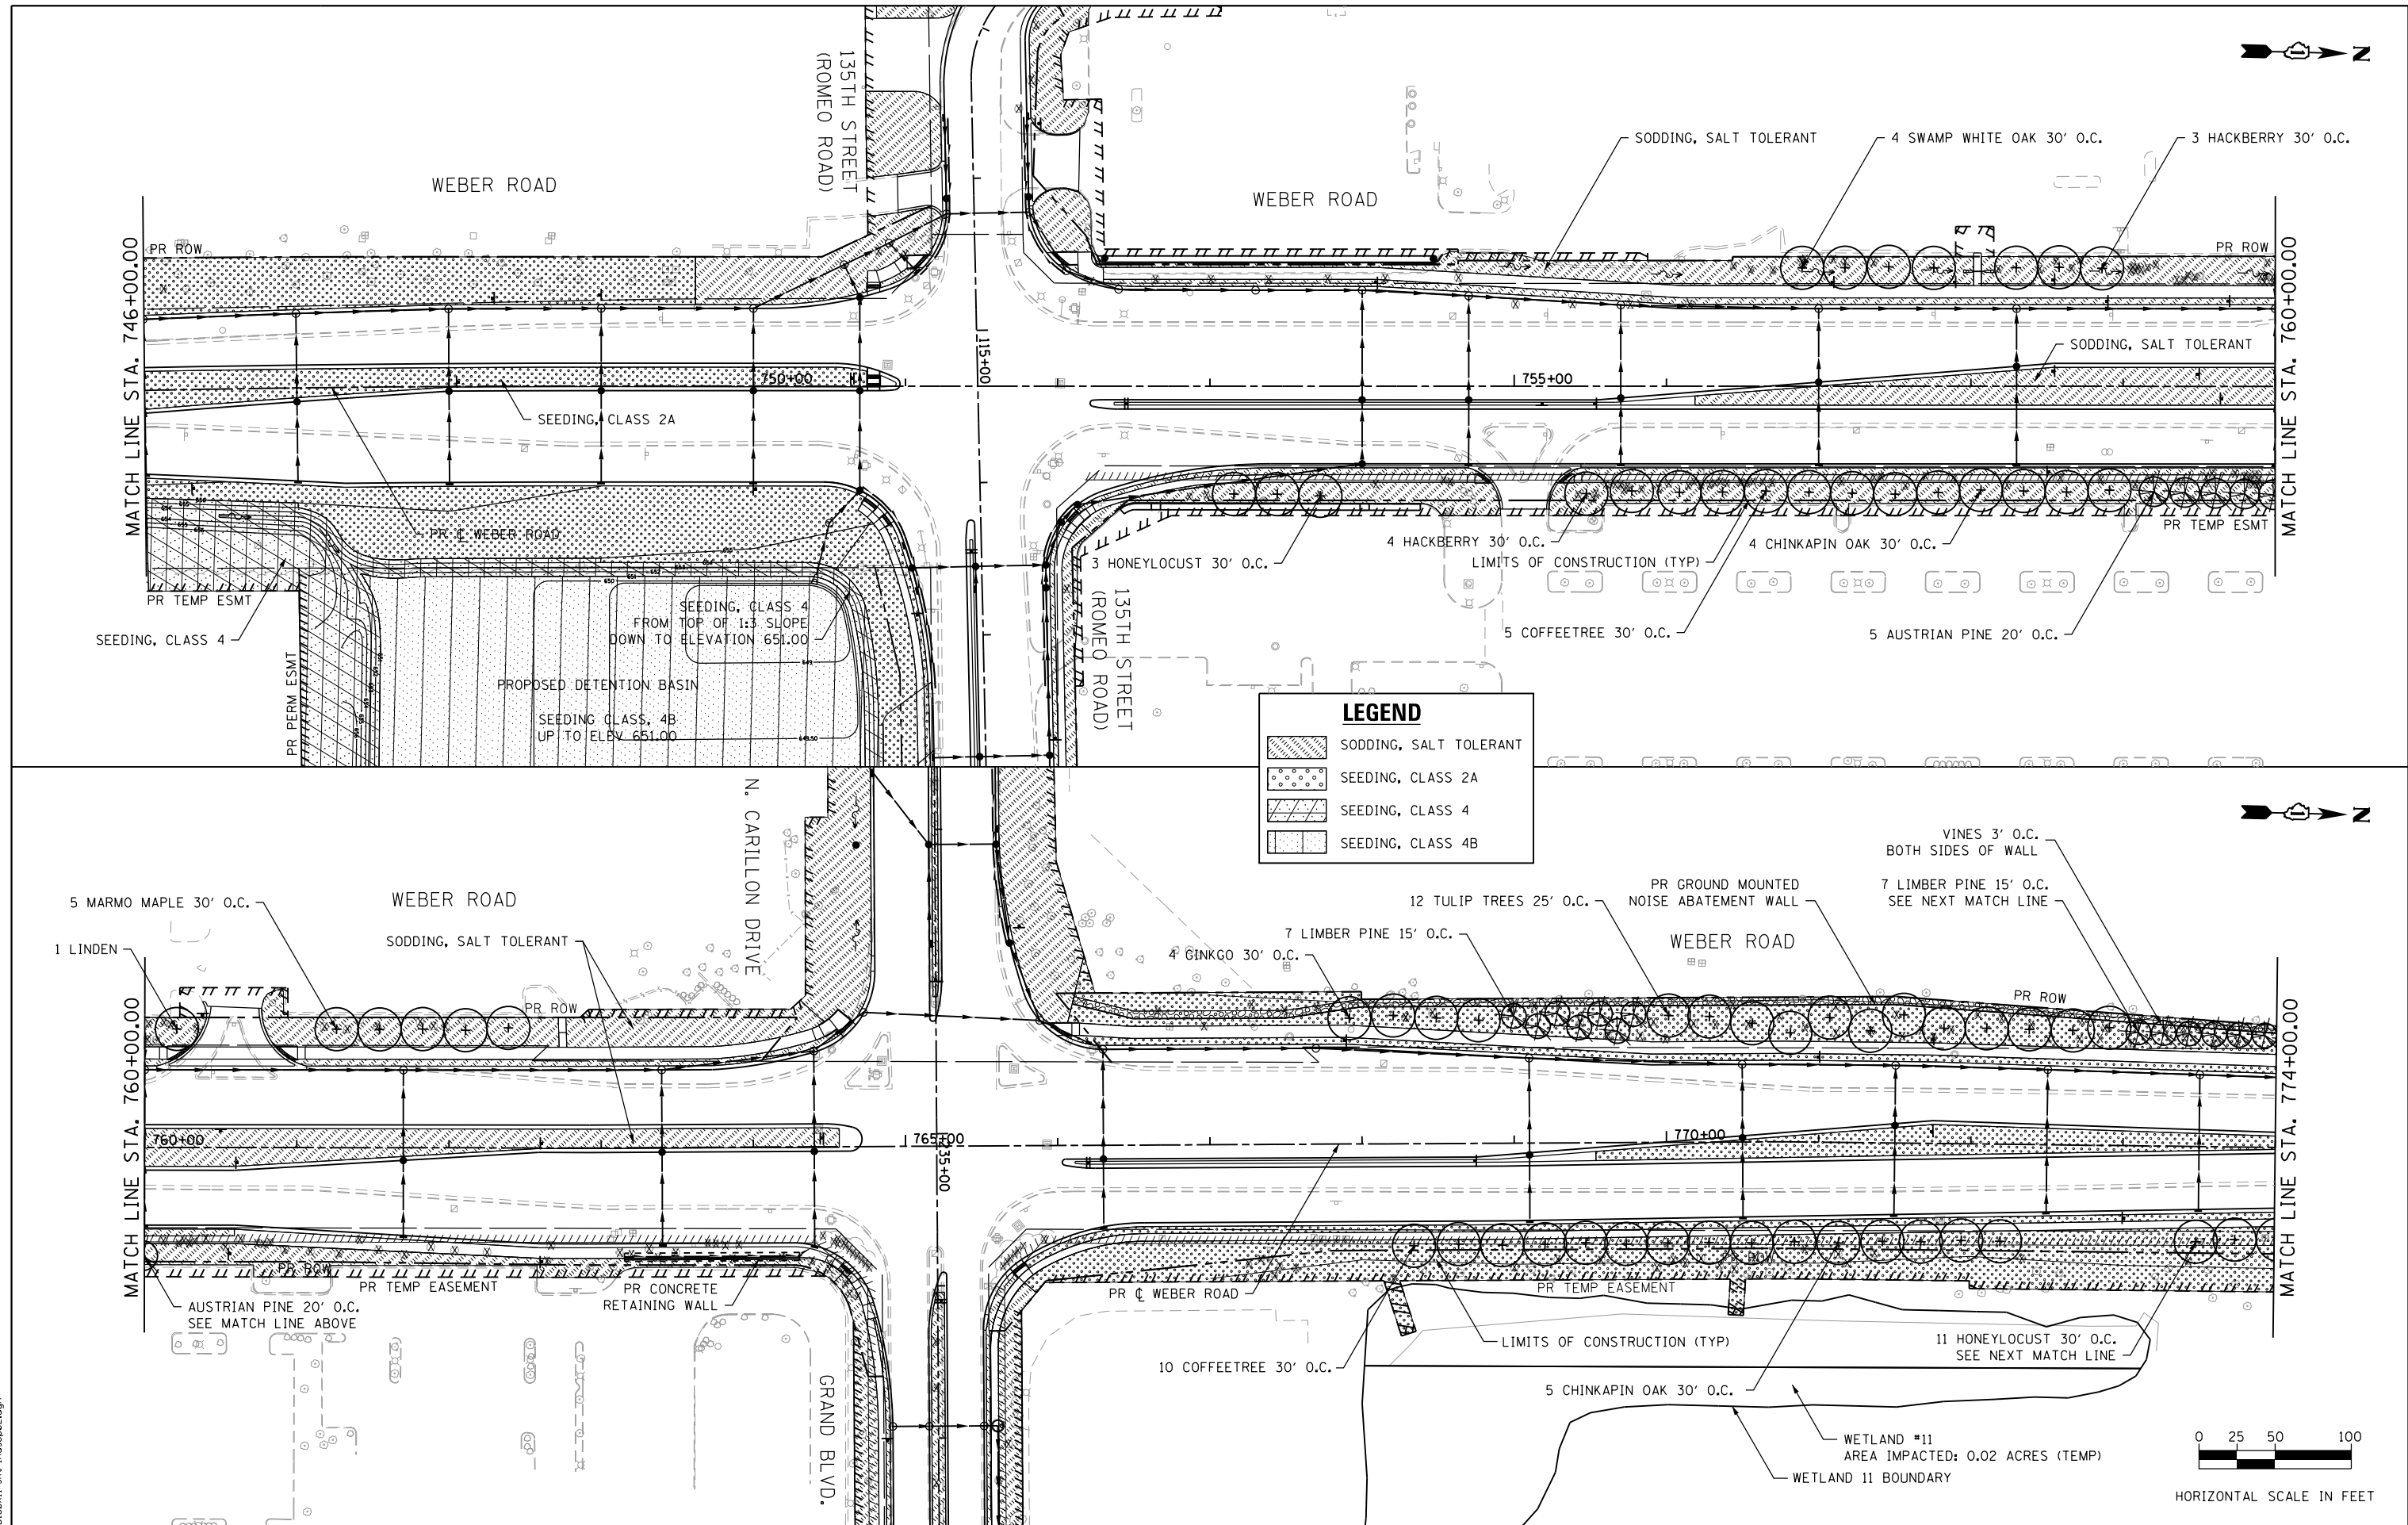 135TH STREET
(ROMEO ROAD)
N
SODDING, SALT TOLERANT
4 SWAMP WHITE OAK 30' O.C.
3 HACKBERRY 30' O.C.
WEBER ROAD
WEBER ROAD
MATCH LINE STA. 746+00.00
PR ROW
PR ROW
MATCH LINE STA. 760+00.00
115+00
SODDING, SALT TOLERANT
750+00
755+00
SEEDING, CLASS 2A
PR ℄ WEBER ROAD
PR TEMP ESMT
4 HACKBERRY 30' O.C.
4 CHINKAPIN OAK 30' O.C.
3 HONEYLOCUST 30' O.C.
LIMITS OF CONSTRUCTION (TYP)
PR TEMP ESMT
SEEDING, CLASS 4
FROM TOP OF 1:3 SLOPE
DOWN TO ELEVATION 651.00
SEEDING, CLASS 4
5 COFFEETREE 30' O.C.
5 AUSTRIAN PINE 20' O.C.
135TH STREET
(ROMEO ROAD)
PR PERM ESMT
650
651
652
653
654
649
649.50
PROPOSED DETENTION BASIN
SEEDING CLASS, 4B
UP TO ELEV 651.00
LEGEND
SODDING, SALT TOLERANT
SEEDING, CLASS 2A
SEEDING, CLASS 4
SEEDING, CLASS 4B
N
N. CARILLON DRIVE
VINES 3' O.C.
BOTH SIDES OF WALL
5 MARMO MAPLE 30' O.C.
WEBER ROAD
12 TULIP TREES 25' O.C.
PR GROUND MOUNTED
NOISE ABATEMENT WALL
7 LIMBER PINE 15' O.C.
SEE NEXT MATCH LINE
1 LINDEN
SODDING, SALT TOLERANT
7 LIMBER PINE 15' O.C.
4 GINKGO 30' O.C.
WEBER ROAD
MATCH LINE STA. 760+00.00
PR ROW
PR ROW
MATCH LINE STA. 774+00.00
760+00
765+00
770+00
235+00
PR ROW
ROW
PR TEMP EASEMENT
PR CONCRETE
RETAINING WALL
PR ℄ WEBER ROAD
PR TEMP EASEMENT
AUSTRIAN PINE 20' O.C.
SEE MATCH LINE ABOVE
LIMITS OF CONSTRUCTION (TYP)
11 HONEYLOCUST 30' O.C.
SEE NEXT MATCH LINE
10 COFFEETREE 30' O.C.
5 CHINKAPIN OAK 30' O.C.
GRAND BLVD.
WETLAND #11
AREA IMPACTED: 0.02 ACRES (TEMP)
WETLAND 11 BOUNDARY
0 25 50 100
HORIZONTAL SCALE IN FEET